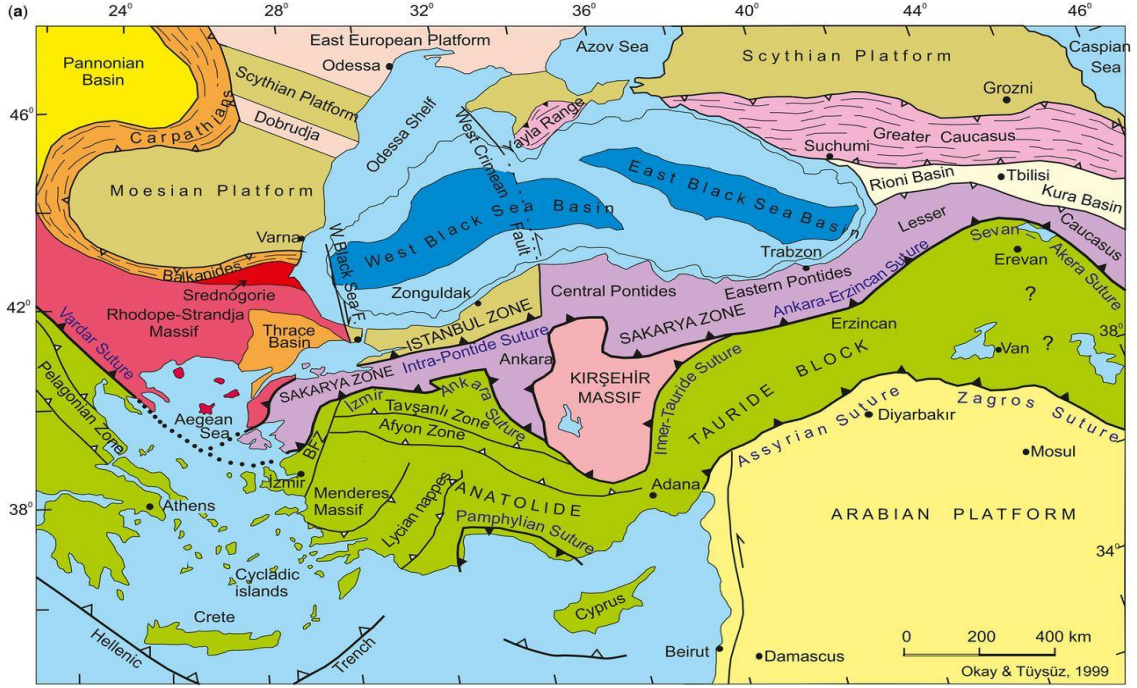 (a)
24°
28°
32°
36°
40°
44°
46°
East European Platform
Azov Sea
Caspian
Sea
Scythian Platform
Pannonian
Basin
Odessa
Scythian Platform
Grozni
46°
Carpathians
Dobrudja
Odessa Shelf
West Crimean
Fault
Yayla Range
Greater Caucasus
Suchumi
Moesian Platform
East Black Sea Basin
Rioni Basin
Tbilisi
Kura Basin
West Black Sea Basin
Lesser
Caucasus
Varna
W Black Sea F.
Trabzon
Sevan
Akera Suture
Erevan
Balkanides
Srednogorie
Zonguldak
Central Pontides
Eastern Pontides
Ankara-Erzincan Suture
?
42°
Rhodope-Strandja
Massif
Vardar Suture
Thrace
Basin
ISTANBUL ZONE
Intra-Pontide Suture
SAKARYA ZONE
Erzincan
38°
Pelagonian Zone
SAKARYA ZONE
Ankara
KIRŞEHİR
MASSIF
Inner-Tauride Suture
TAURIDE BLOCK
Van
?
Aegean
Sea
Izmir
Ankara
Suture
Tavsanlı Zone
Afyon Zone
Assyrian Suture
Diyarbakır
Zagros Suture
BFZ
İzmir
Mosul
38°
Athens
Menderes
Massif
Lycian nappes
ANATOLIDE
Pamphylian Suture
Adana
ARABIAN PLATFORM
34°
Cycladic
islands
Crete
Cyprus
Hellenic
Trench
Beirut
Damascus
0 200 400 km
Okay & Tüysüz, 1999